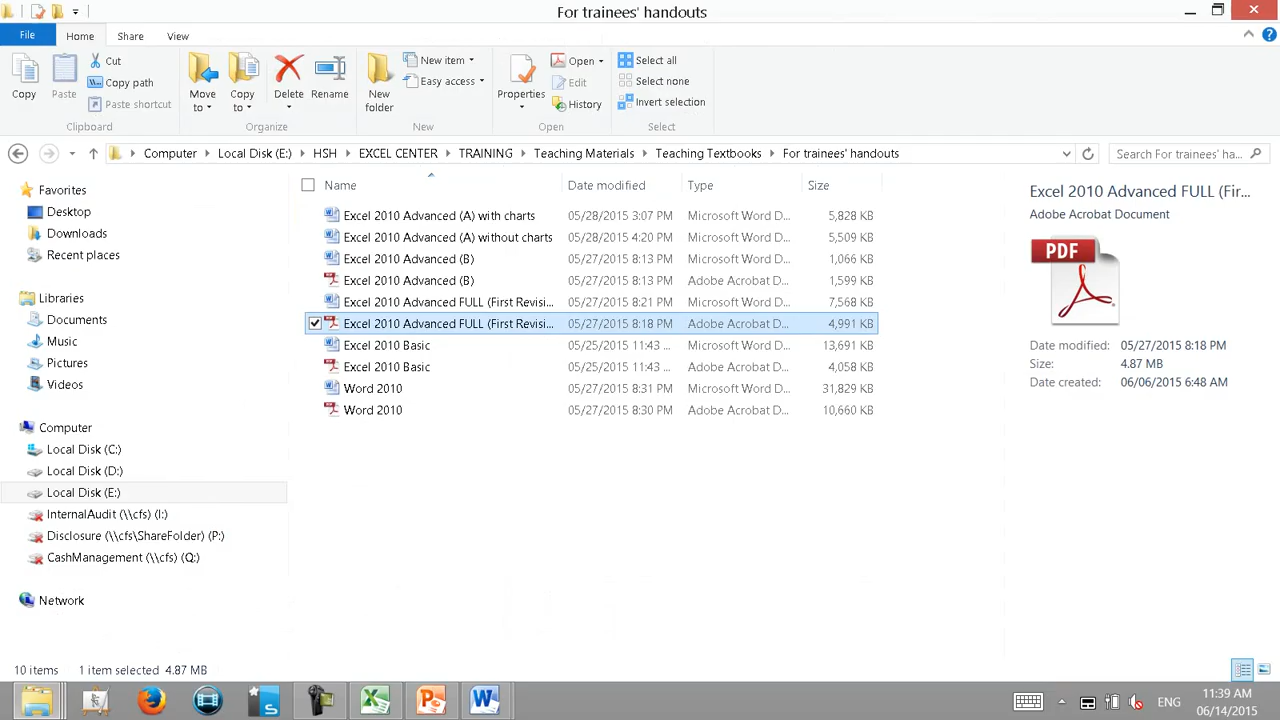 For trainees' handouts
File Home Share View
Copy Paste Cut Copy path Paste shortcut Move to Copy to Delete Rename New folder New item Easy access Properties Open Edit History Select all Select none Invert selection
Clipboard Organize New Open Select
Computer Local Disk (E:) HSH EXCEL CENTER TRAINING Teaching Materials Teaching Textbooks For trainees' handouts Search For trainees' ha...
Favorites
Desktop
Downloads
Recent places
Libraries
Documents
Music
Pictures
Videos
Computer
Local Disk (C:)
Local Disk (D:)
Local Disk (E:)
InternalAudit (\\cfs) (I:)
Disclosure (\\cfs\ShareFolder) (P:)
CashManagement (\\cfs) (Q:)
Network
Name Date modified Type Size
Excel 2010 Advanced (A) with charts 05/28/2015 3:07 PM Microsoft Word D... 5,828 KB
Excel 2010 Advanced (A) without charts 05/28/2015 4:20 PM Microsoft Word D... 5,509 KB
Excel 2010 Advanced (B) 05/27/2015 8:13 PM Microsoft Word D... 1,066 KB
Excel 2010 Advanced (B) 05/27/2015 8:13 PM Adobe Acrobat D... 1,599 KB
Excel 2010 Advanced FULL (First Revisi... 05/27/2015 8:21 PM Microsoft Word D... 7,568 KB
Excel 2010 Advanced FULL (First Revisi... 05/27/2015 8:18 PM Adobe Acrobat D... 4,991 KB
Excel 2010 Basic 05/25/2015 11:43 ... Microsoft Word D... 13,691 KB
Excel 2010 Basic 05/25/2015 11:43 ... Adobe Acrobat D... 4,058 KB
Word 2010 05/27/2015 8:31 PM Microsoft Word D... 31,829 KB
Word 2010 05/27/2015 8:30 PM Adobe Acrobat D... 10,660 KB
Excel 2010 Advanced FULL (Fir...
Adobe Acrobat Document
PDF
Date modified: 05/27/2015 8:18 PM
Size: 4.87 MB
Date created: 06/06/2015 6:48 AM
10 items 1 item selected 4.87 MB
ENG 11:39 AM
06/14/2015